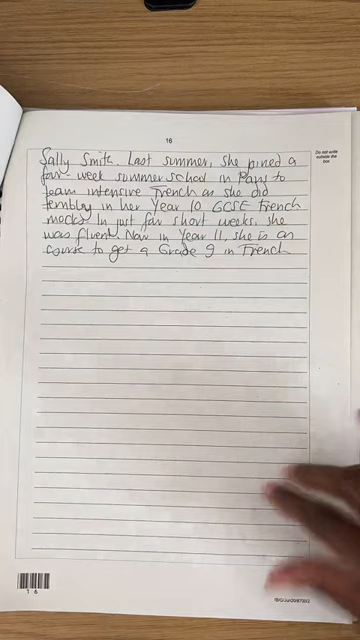 16
Do not write
outside the
box
Sally Smith. Last summer, she joined a
four-week summer school in Paris to
learn intensive French as she did
terribly in her Year 10 GCSE French
mocks. In just four short weeks, she
was fluent. Now in Year 11, she is on
course to get a Grade 9 in French
1 6